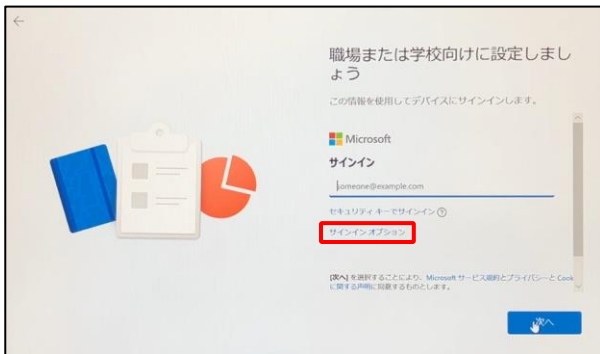 職場または学校向けに設定しまし
ょう
この情報を使用してデバイスにサインインします。
Microsoft
サインイン
someone@example.com
セキュリティ キーでサインイン
サインイン オプション
[次へ] を選択することにより、Microsoft サービス規約とプライバシーと Cook
に関する声明に同意するものとします。
次へ